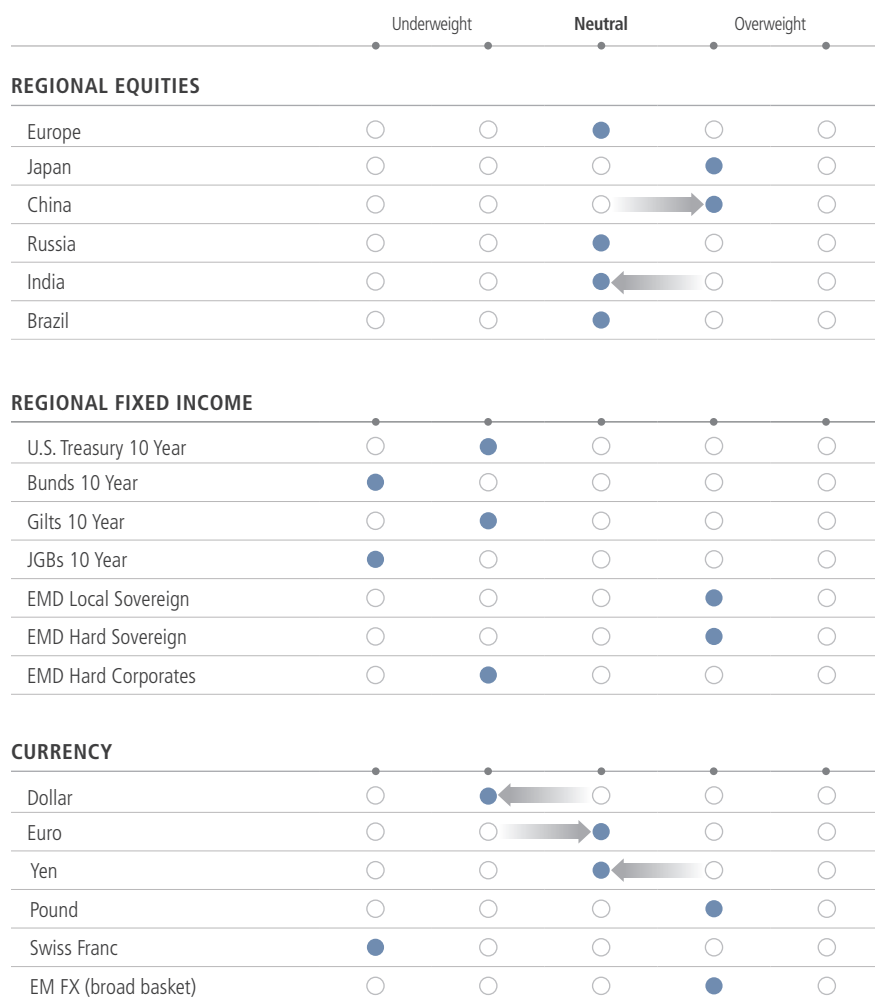 Underweight Neutral Overweight
REGIONAL EQUITIES
Europe
Japan
China
Russia
India
Brazil
REGIONAL FIXED INCOME
U.S. Treasury 10 Year
Bunds 10 Year
Gilts 10 Year
JGBs 10 Year
EMD Local Sovereign
EMD Hard Sovereign
EMD Hard Corporates
CURRENCY
Dollar
Euro
Yen
Pound
Swiss Franc
EM FX (broad basket)